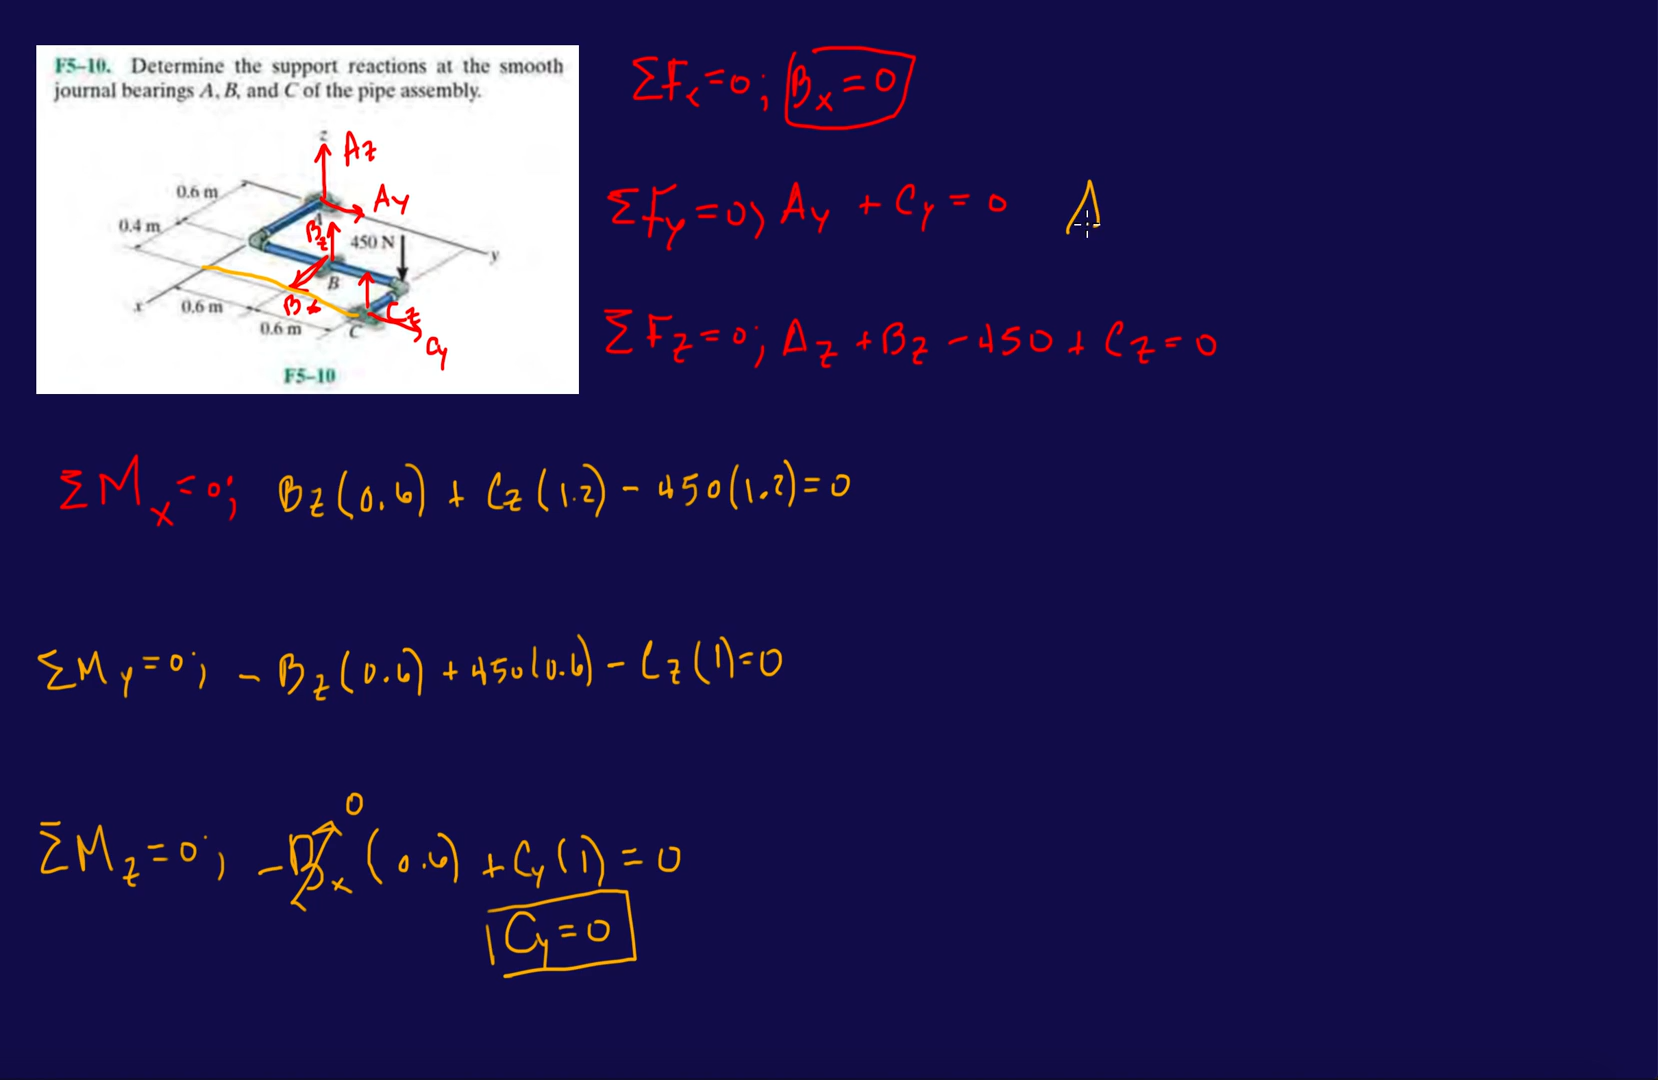 F5–10. Determine the support reactions at the smooth
journal bearings A, B, and C of the pipe assembly.
z
Az
0.6 m
Ay
A
0.4 m
Bz
450 N
y
B
x
0.6 m
Bx
Cz
0.6 m
C
Cy
F5–10
ΣFx=0; Bx=0
ΣFy=0; Ay + Cy = 0 A
ΣFz=0; Az + Bz - 450 + Cz = 0
ΣMx=0; Bz(0.6) + Cz(1.2) - 450(1.2)=0
ΣMy=0; - Bz(0.6) + 450(0.6) - Cz(1)=0
0
ΣMz=0; -Bx(0.6) + Cy(1) = 0
Cy=0